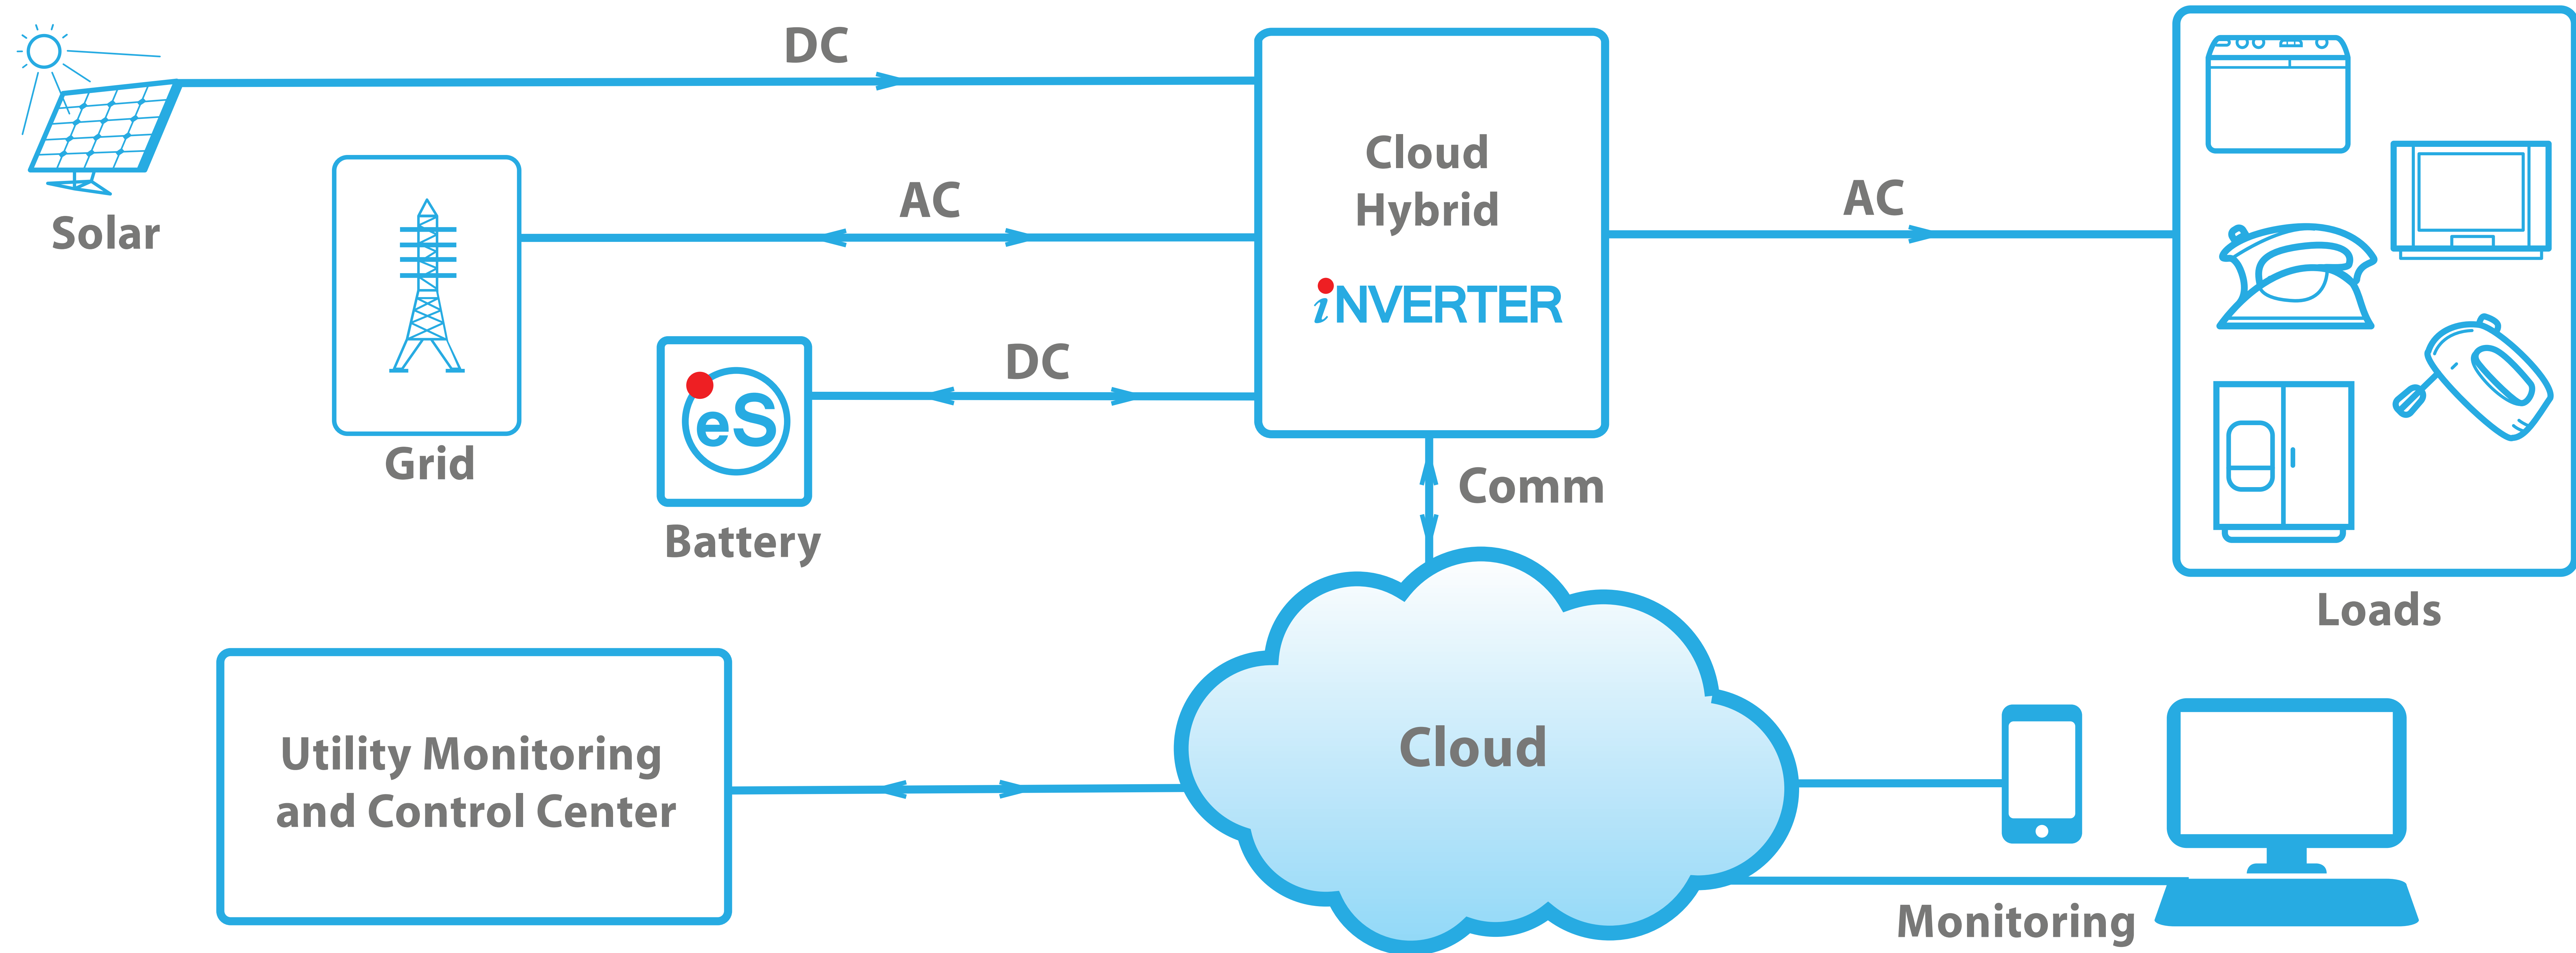 DC
Solar
AC
Grid
DC
eS
Battery
Cloud
Hybrid
iNVERTER
AC
Loads
Comm
Cloud
Utility Monitoring
and Control Center
Monitoring